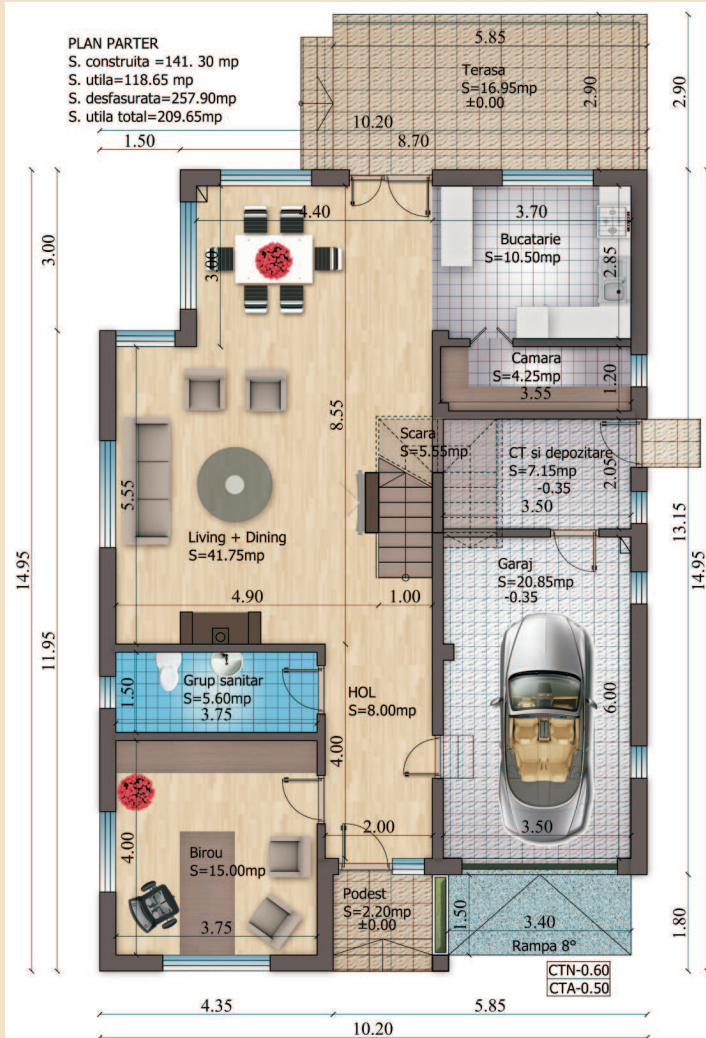 PLAN PARTER
S. construita =141. 30 mp
S. utila=118.65 mp
S. desfasurata=257.90mp
S. utila total=209.65mp
5.85
Terasa
S=16.95mp
±0.00
2.90
2.90
10.20
1.50
8.70
4.40
3.70
3.00
3.00
Bucatarie
S=10.50mp
2.85
Camara
S=4.25mp
3.55
1.20
8.55
Scara
S=5.55mp
CT si depozitare
S=7.15mp
-0.35
3.50
2.05
5.55
Living + Dining
S=41.75mp
13.15
14.95
14.95
Garaj
S=20.85mp
-0.35
4.90
1.00
11.95
Grup sanitar
S=5.60mp
3.75
1.50
HOL
S=8.00mp
6.00
4.00
2.00
3.50
4.00
Birou
S=15.00mp
3.75
Podest
S=2.20mp
±0.00
1.50
3.40
Rampa 8°
1.80
CTN-0.60
CTA-0.50
4.35
5.85
10.20